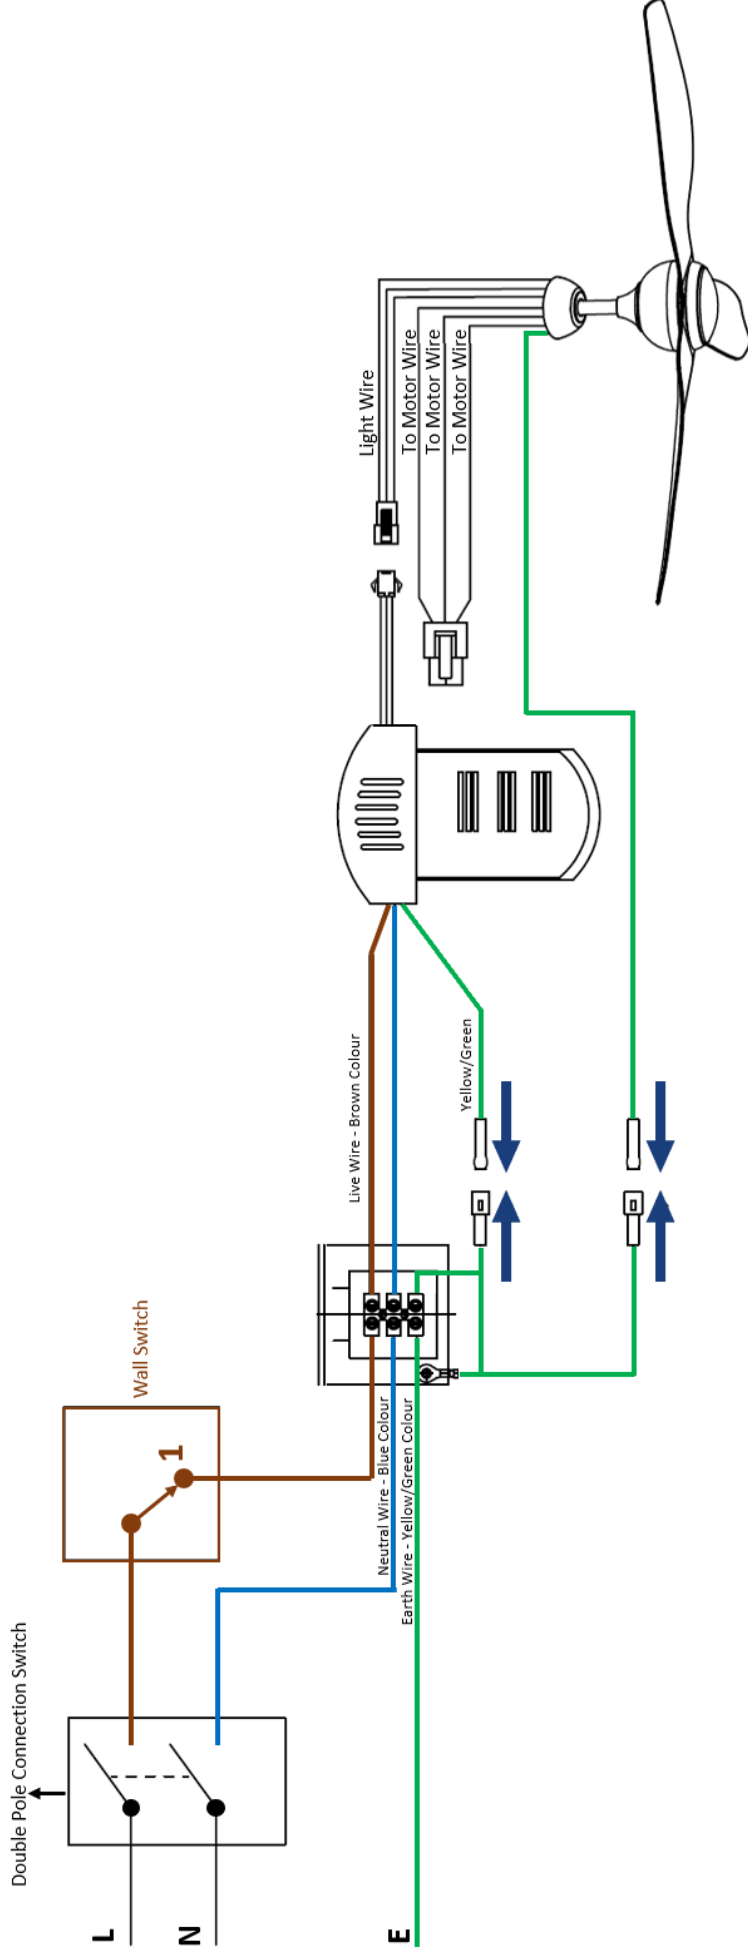 Double Pole Connection Switch
L
N
E
Wall Switch
1
Neutral Wire - Blue Colour
Earth Wire - Yellow/Green Colour
Live Wire - Brown Colour
Yellow/Green
Light Wire
To Motor Wire
To Motor Wire
To Motor Wire